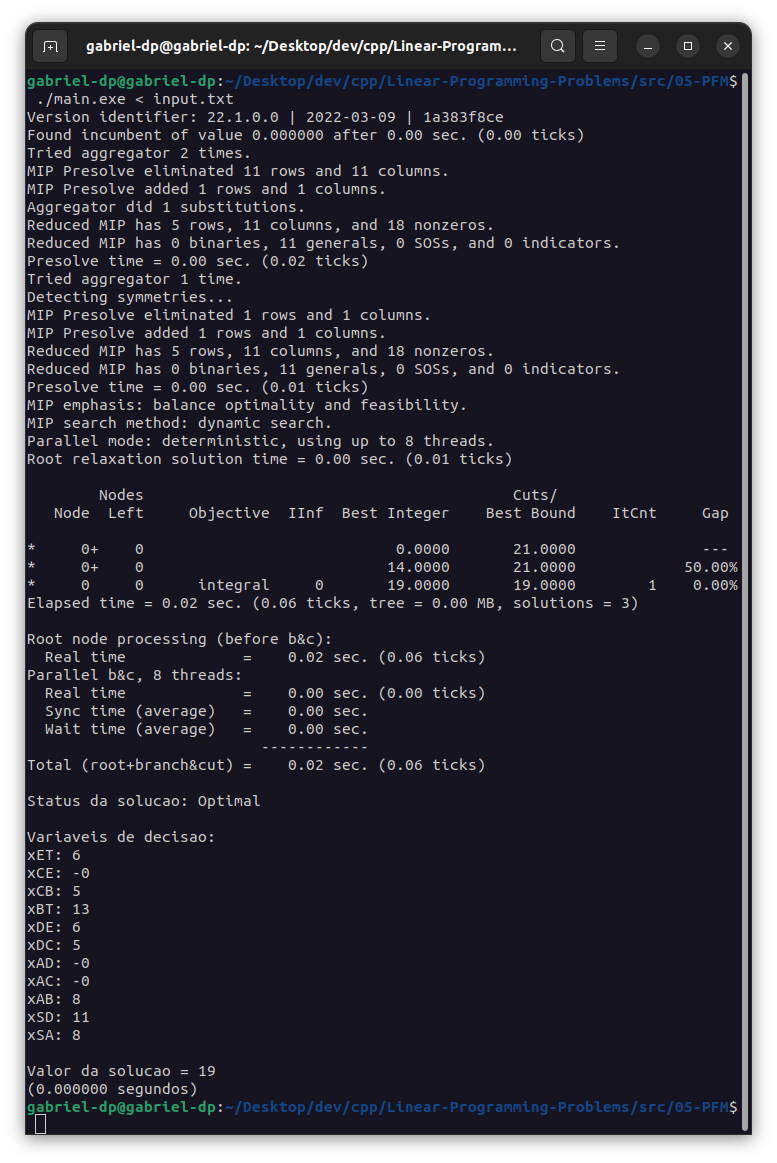 gabriel-dp@gabriel-dp: ~/Desktop/dev/cpp/Linear-Program...
gabriel-dp@gabriel-dp:~/Desktop/dev/cpp/Linear-Programming-Problems/src/05-PFM$
./main.exe < input.txt
Version identifier: 22.1.0.0 | 2022-03-09 | 1a383f8ce
Found incumbent of value 0.000000 after 0.00 sec. (0.00 ticks)
Tried aggregator 2 times.
MIP Presolve eliminated 11 rows and 11 columns.
MIP Presolve added 1 rows and 1 columns.
Aggregator did 1 substitutions.
Reduced MIP has 5 rows, 11 columns, and 18 nonzeros.
Reduced MIP has 0 binaries, 11 generals, 0 SOSs, and 0 indicators.
Presolve time = 0.00 sec. (0.02 ticks)
Tried aggregator 1 time.
Detecting symmetries...
MIP Presolve eliminated 1 rows and 1 columns.
MIP Presolve added 1 rows and 1 columns.
Reduced MIP has 5 rows, 11 columns, and 18 nonzeros.
Reduced MIP has 0 binaries, 11 generals, 0 SOSs, and 0 indicators.
Presolve time = 0.00 sec. (0.01 ticks)
MIP emphasis: balance optimality and feasibility.
MIP search method: dynamic search.
Parallel mode: deterministic, using up to 8 threads.
Root relaxation solution time = 0.00 sec. (0.01 ticks)
        Nodes                                         Cuts/
   Node  Left     Objective  IInf  Best Integer    Best Bound    ItCnt     Gap
*     0+    0                            0.0000       21.0000              ---
*     0+    0                           14.0000       21.0000            50.00%
*     0     0      integral     0       19.0000       19.0000        1    0.00%
Elapsed time = 0.02 sec. (0.06 ticks, tree = 0.00 MB, solutions = 3)
Root node processing (before b&c):
  Real time             =    0.02 sec. (0.06 ticks)
Parallel b&c, 8 threads:
  Real time             =    0.00 sec. (0.00 ticks)
  Sync time (average)   =    0.00 sec.
  Wait time (average)   =    0.00 sec.
                          ------------
Total (root+branch&cut) =    0.02 sec. (0.06 ticks)
Status da solucao: Optimal
Variaveis de decisao:
xET: 6
xCE: -0
xCB: 5
xBT: 13
xDE: 6
xDC: 5
xAD: -0
xAC: -0
xAB: 8
xSD: 11
xSA: 8
Valor da solucao = 19
(0.000000 segundos)
gabriel-dp@gabriel-dp:~/Desktop/dev/cpp/Linear-Programming-Problems/src/05-PFM$